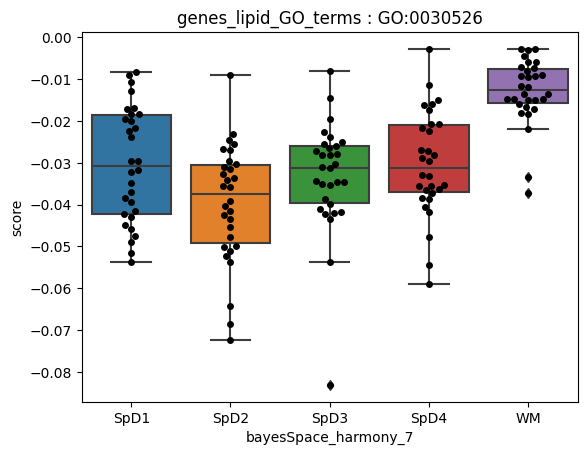 genes_lipid_GO_terms : GO:0030526
0.00
−0.01
−0.02
−0.03
−0.04
−0.05
−0.06
−0.07
−0.08
score
SpD1 SpD2 SpD3 SpD4 WM
bayesSpace_harmony_7